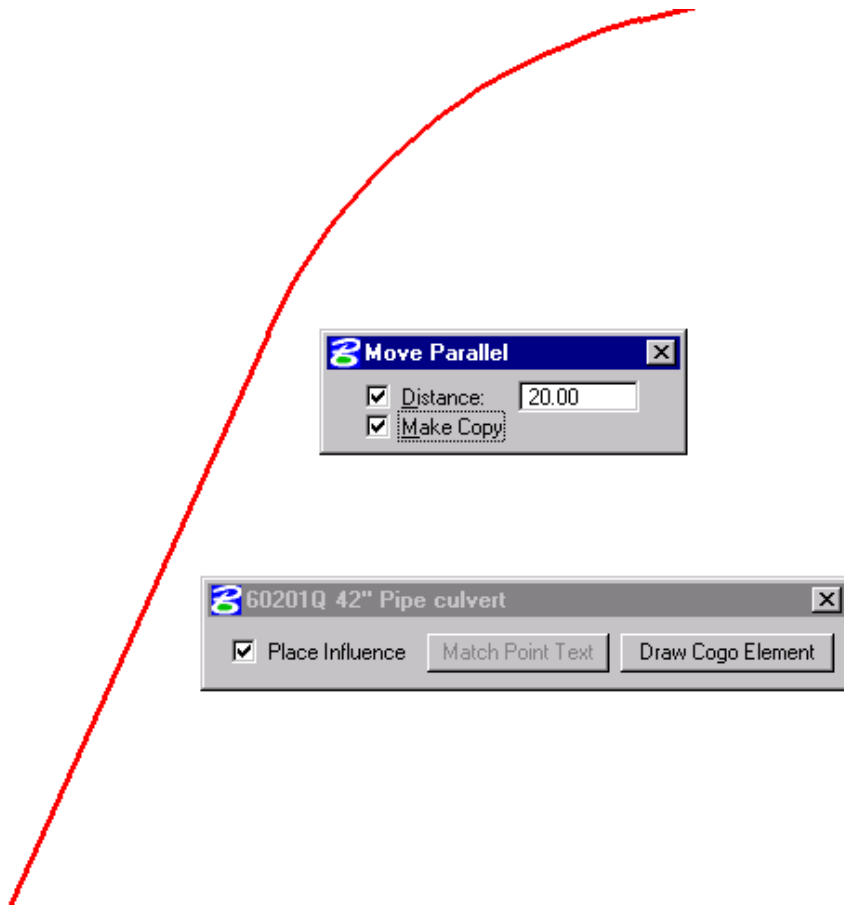 Move Parallel
Distance: 20.00
Make Copy
60201Q 42" Pipe culvert
Place Influence Match Point Text Draw Cogo Element